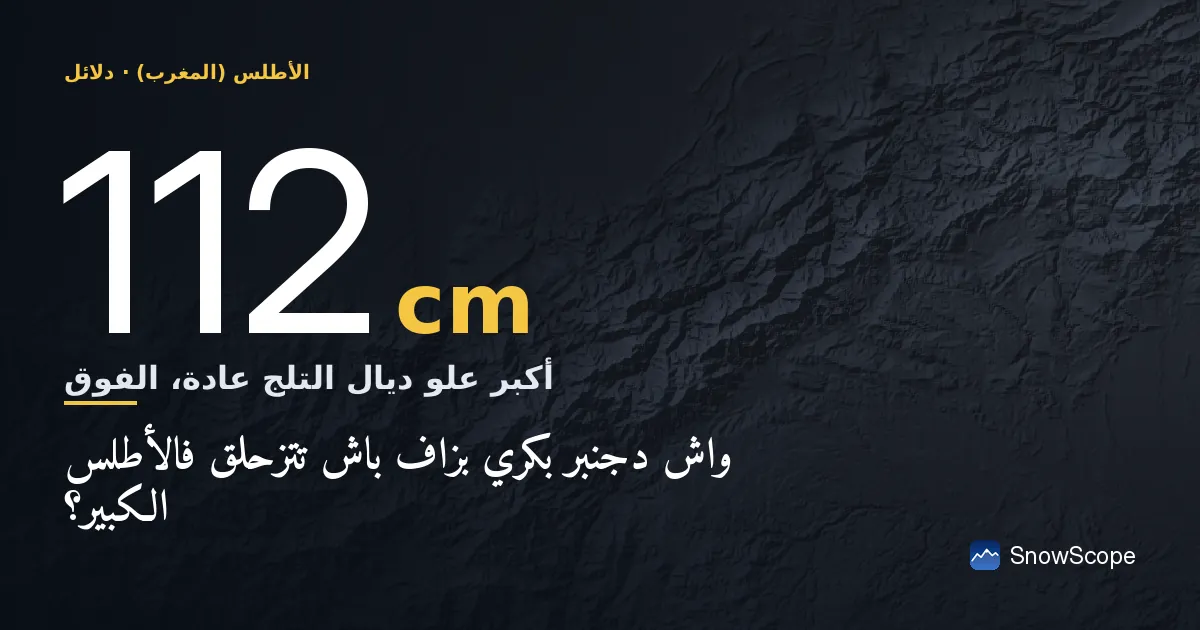 الأطلس (المغرب) · دلائل
112 cm
أكبر علو ديال التلج عادة، الفوق
واش دجنبر بكري بزاف باش تتزحلق فالأطلس
الكبير؟
SnowScope